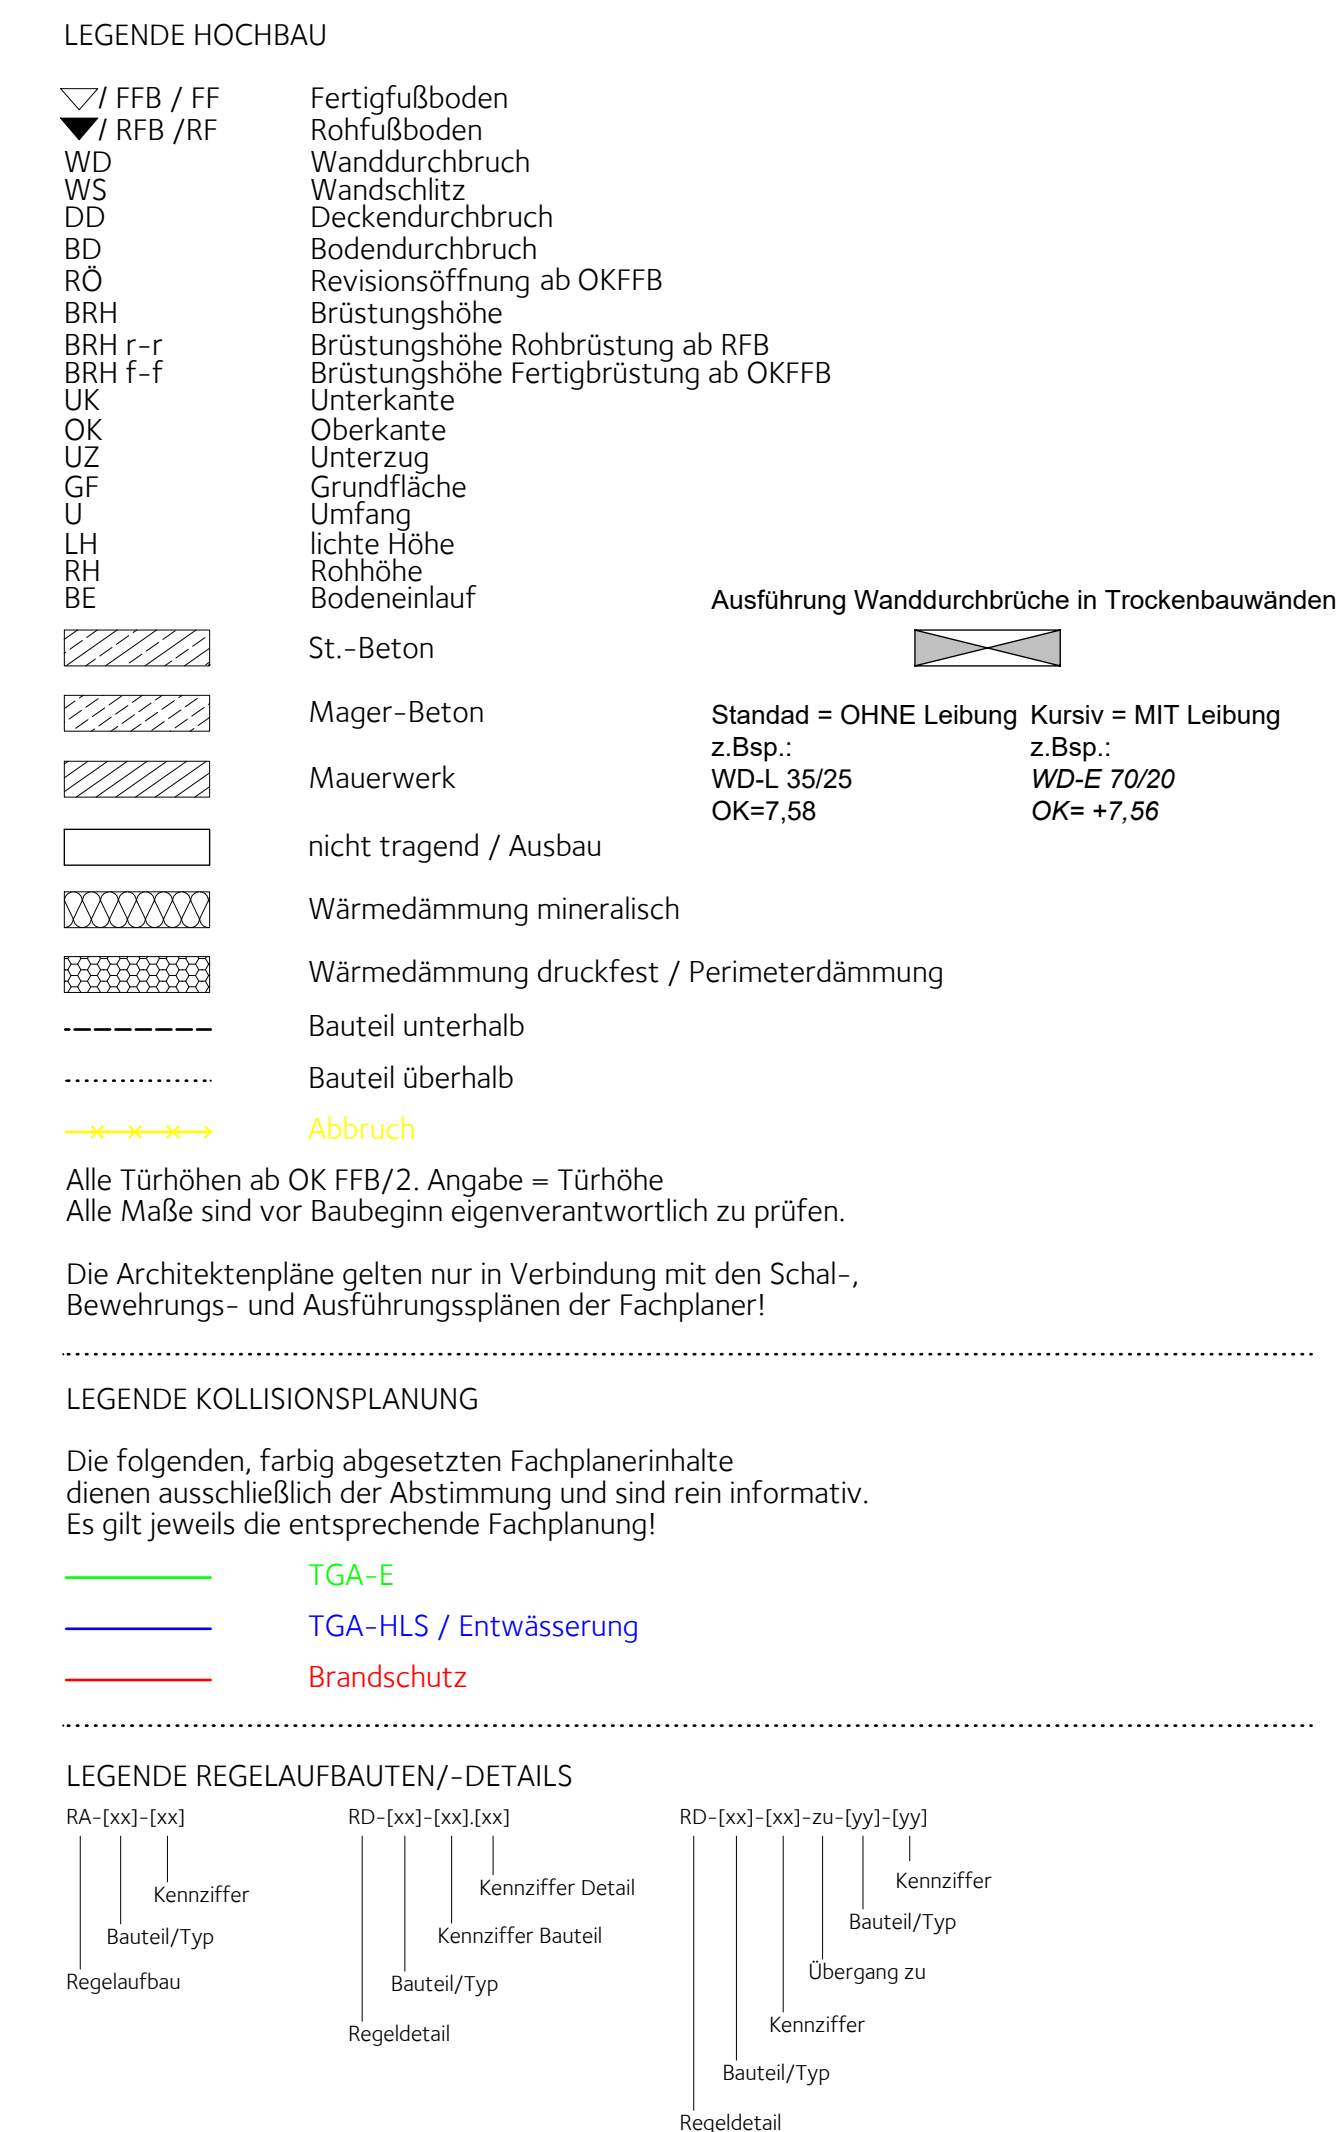 LEGENDE HOCHBAU
/ FFB / FF Fertigfußboden
/ RFB /RF Rohfußboden
WD Wanddurchbruch
WS Wandschlitz
DD Deckendurchbruch
BD Bodendurchbruch
RÖ Revisionsöffnung ab OKFFB
BRH Brüstungshöhe
BRH r-r Brüstungshöhe Rohbrüstung ab RFB
BRH f-f Brüstungshöhe Fertigbrüstung ab OKFFB
UK Unterkante
OK Oberkante
UZ Unterzug
GF Grundfläche
U Umfang
LH lichte Höhe
RH Rohhöhe
BE Bodeneinlauf
Ausführung Wanddurchbrüche in Trockenbauwänden
St.-Beton
Mager-Beton
Standad = OHNE Leibung Kursiv = MIT Leibung
z.Bsp.: z.Bsp.:
WD-L 35/25 WD-E 70/20
OK=7,58 OK= +7,56
Mauerwerk
nicht tragend / Ausbau
Wärmedämmung mineralisch
Wärmedämmung druckfest / Perimeterdämmung
Bauteil unterhalb
Bauteil überhalb
Abbruch
Alle Türhöhen ab OK FFB/2. Angabe = Türhöhe
Alle Maße sind vor Baubeginn eigenverantwortlich zu prüfen.
Die Architektenpläne gelten nur in Verbindung mit den Schal-,
Bewehrungs- und Ausführungssplänen der Fachplaner!
LEGENDE KOLLISIONSPLANUNG
Die folgenden, farbig abgesetzten Fachplanerinhalte
dienen ausschließlich der Abstimmung und sind rein informativ.
Es gilt jeweils die entsprechende Fachplanung!
TGA-E
TGA-HLS / Entwässerung
Brandschutz
LEGENDE REGELAUFBAUTEN/-DETAILS
RA-[xx]-[xx]
Kennziffer
Bauteil/Typ
Regelaufbau
RD-[xx]-[xx].[xx]
Kennziffer Detail
Kennziffer Bauteil
Bauteil/Typ
Regeldetail
RD-[xx]-[xx]-zu-[yy]-[yy]
Kennziffer
Bauteil/Typ
Übergang zu
Kennziffer
Bauteil/Typ
Regeldetail